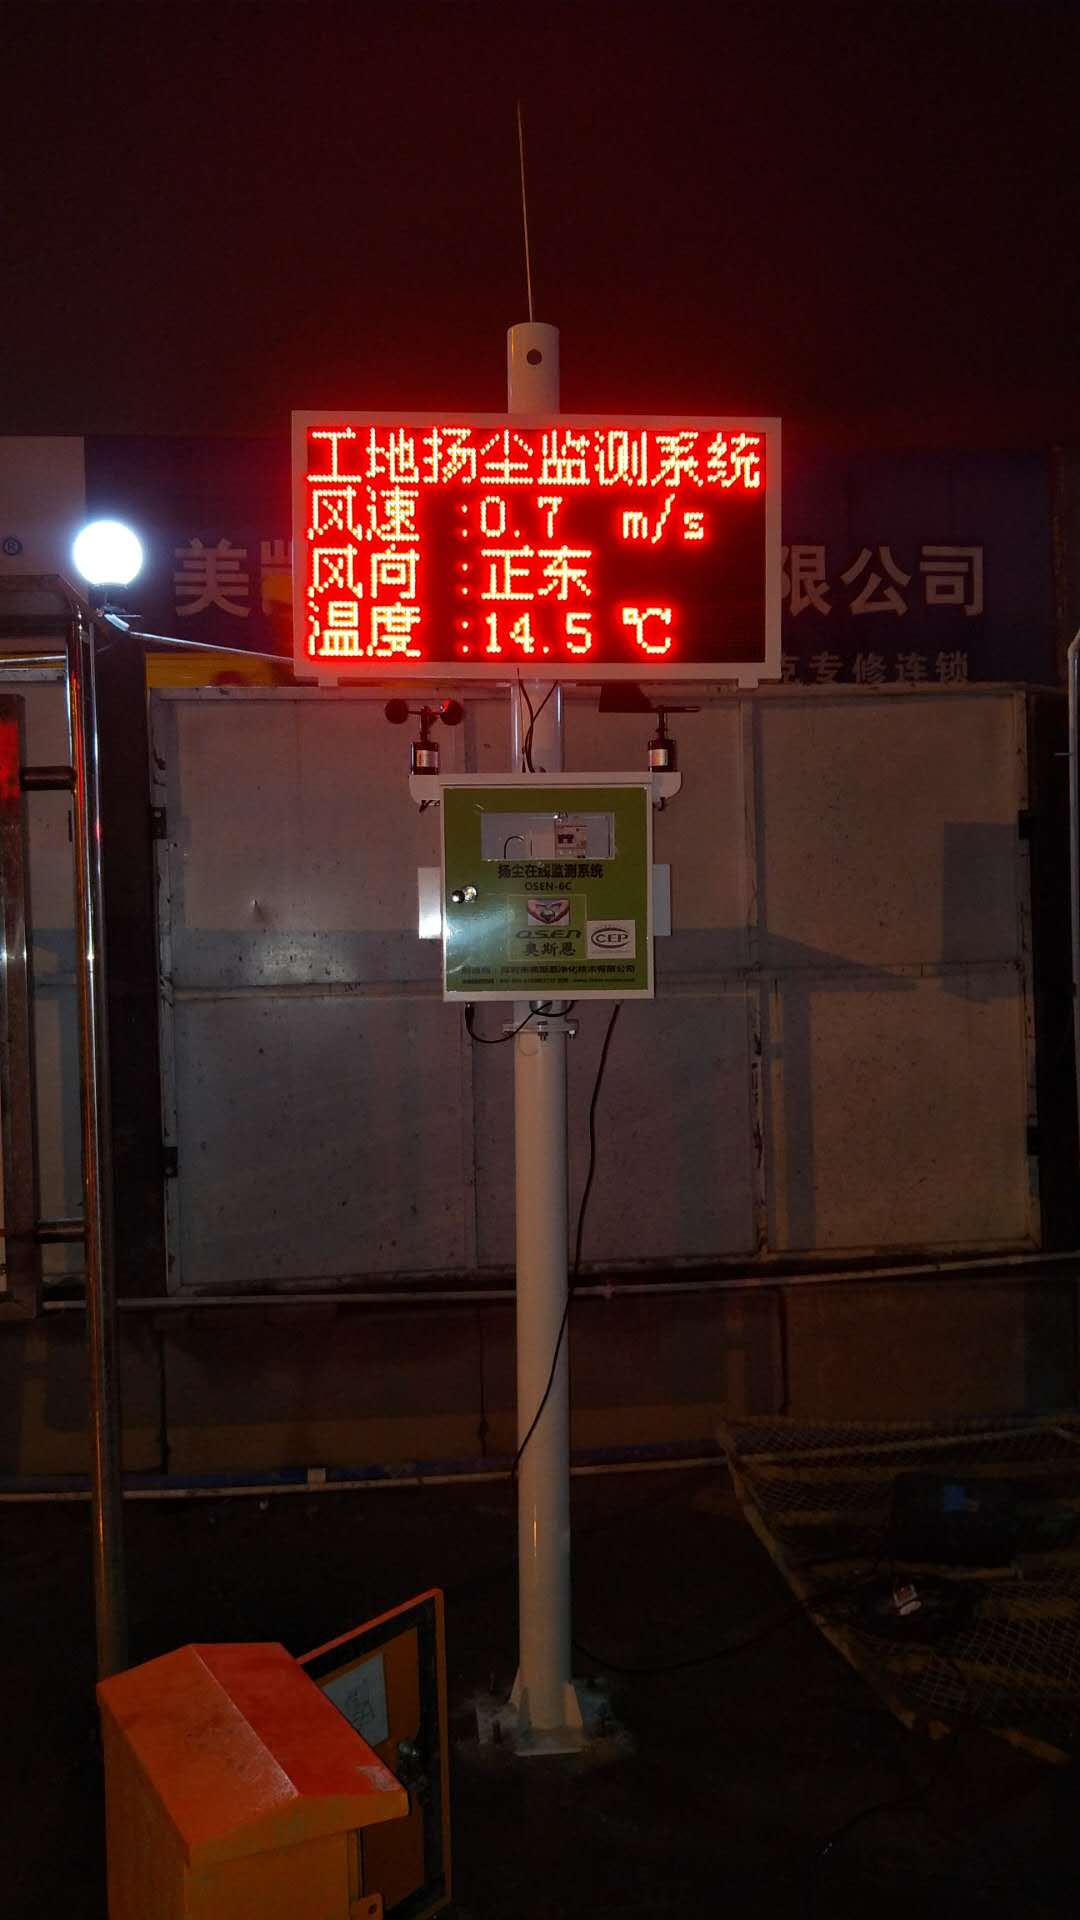 工地扬尘监测系统
风速 :0.7 m/s
风向 :正东
温度 :14.5 ℃
®
美凯
限公司
专修连锁
扬尘在线监测系统
OSEN-6C
OSEN
奥斯恩
CEP